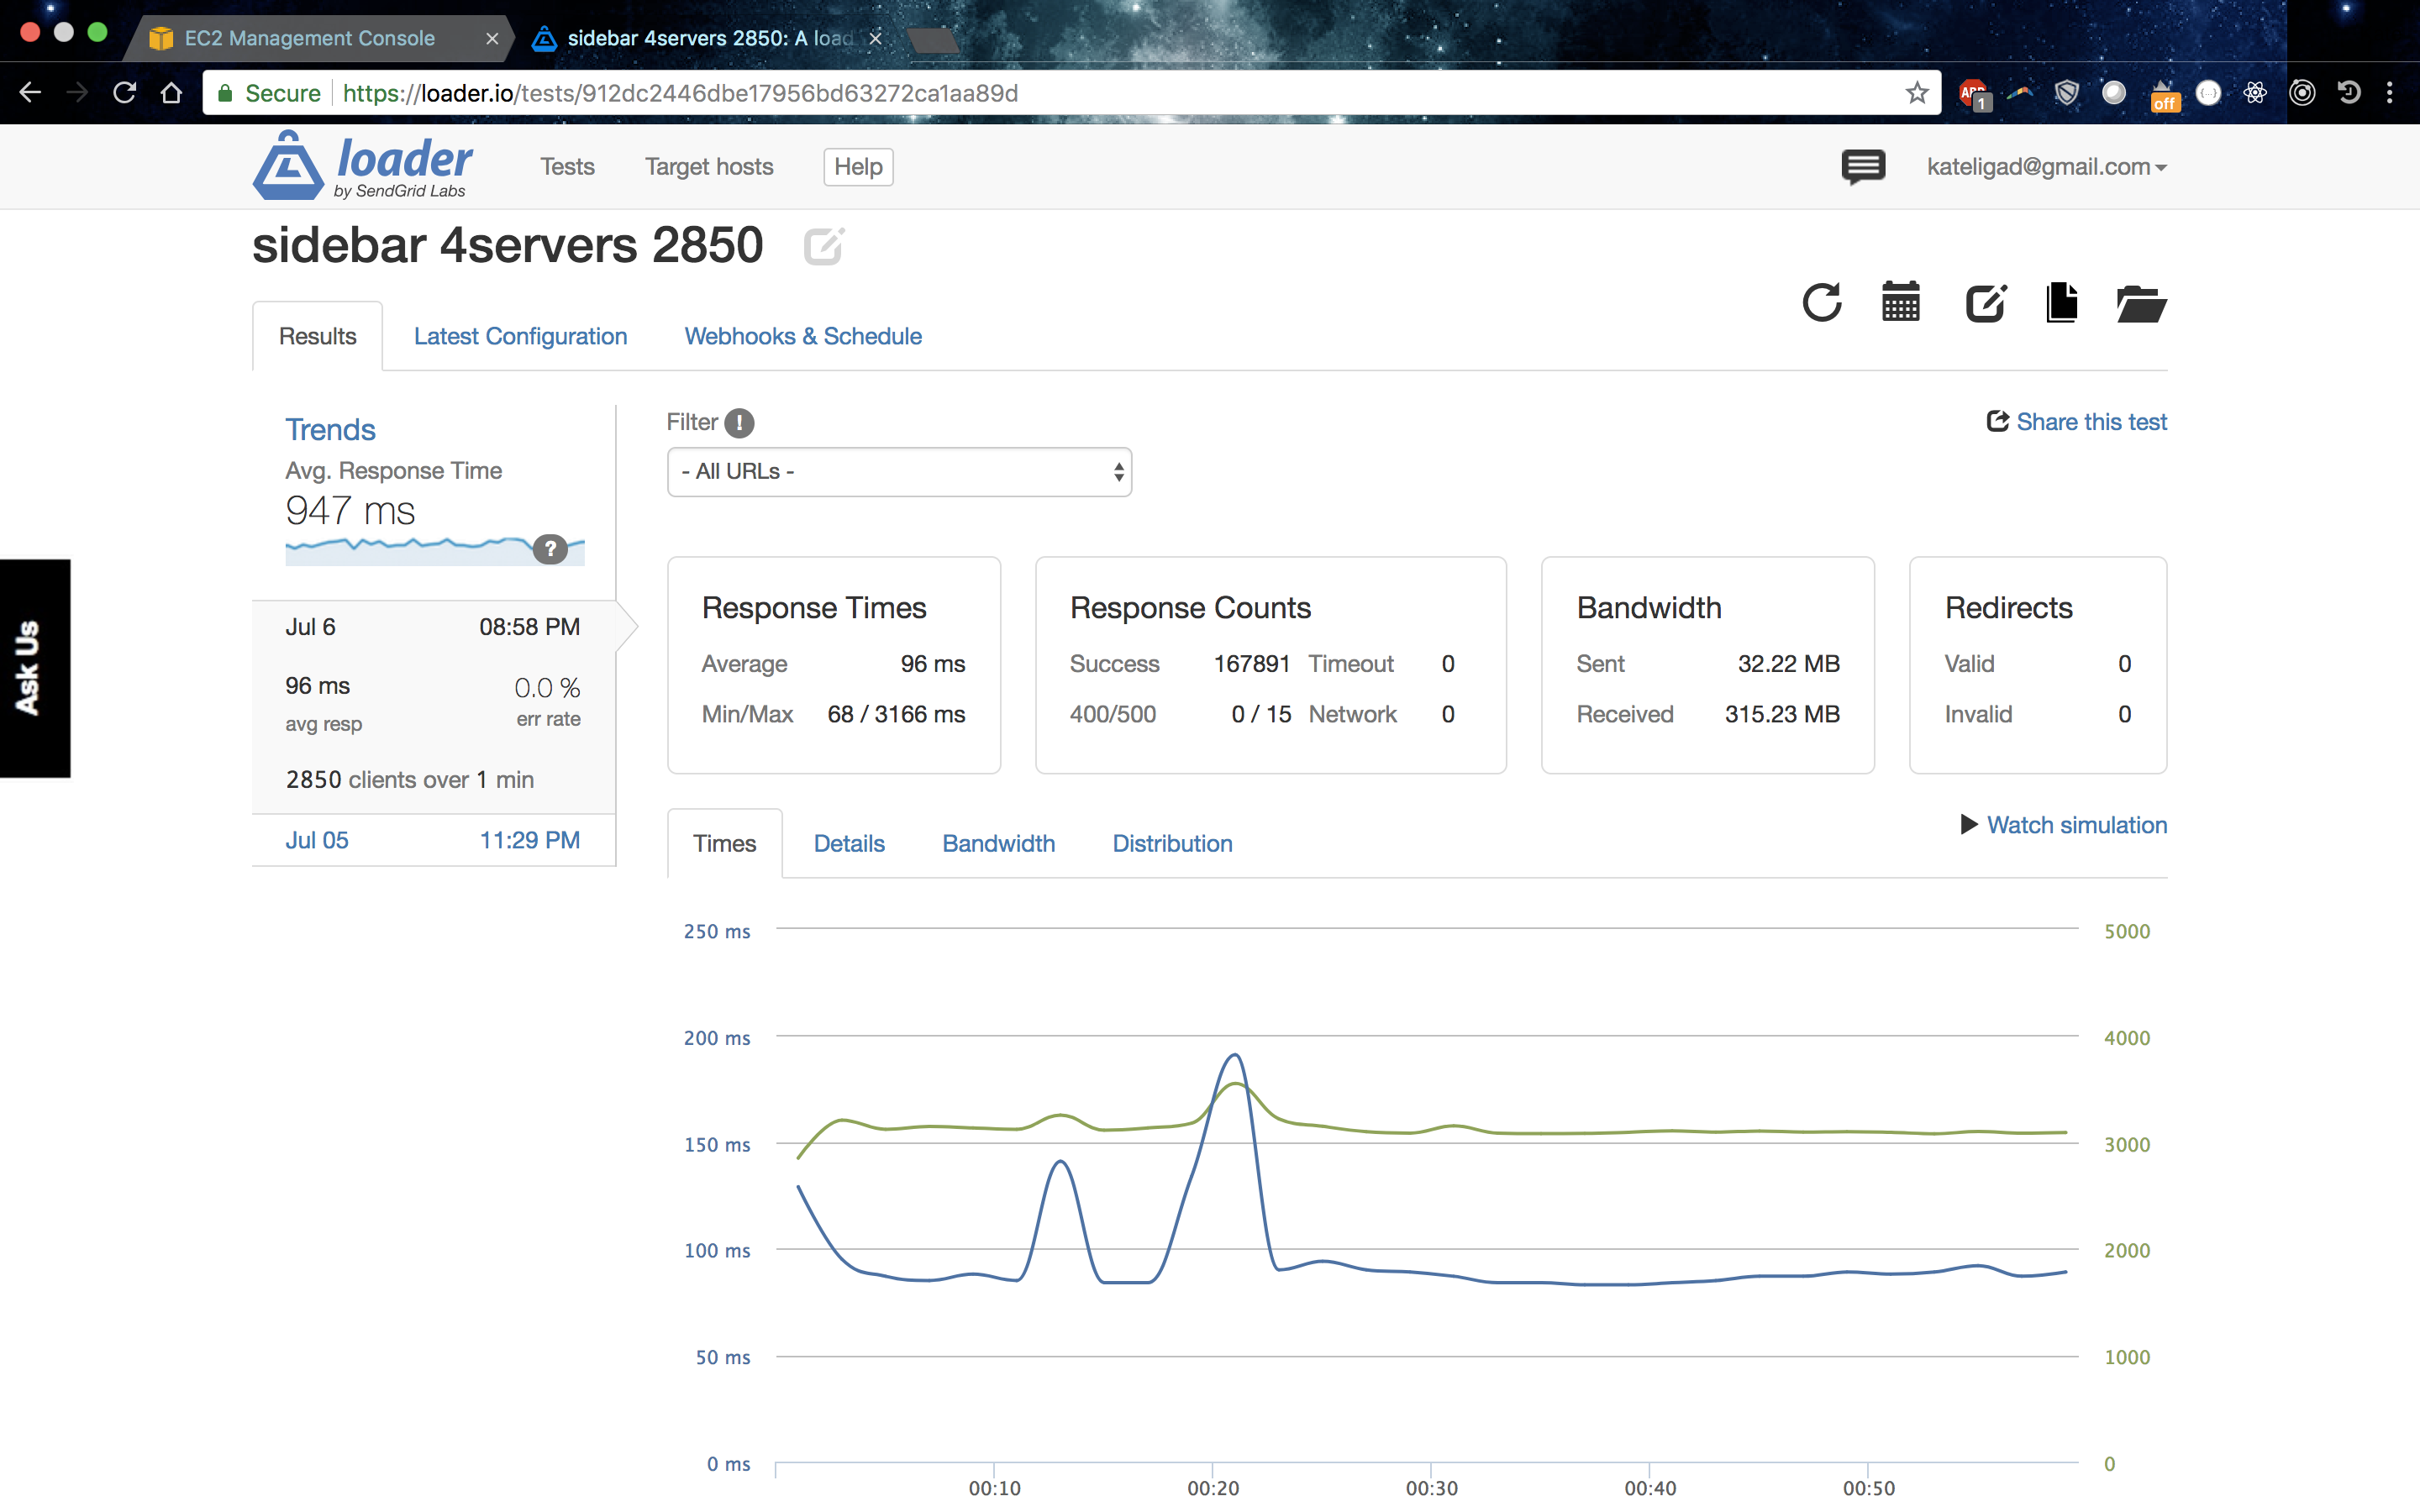 EC2 Management Console
sidebar 4servers 2850: A load
Secure https://loader.io/tests/912dc2446dbe17956bd63272ca1aa89d
ABP
1
off
loader
by SendGrid Labs
Tests
Target hosts
Help
kateligad@gmail.com
sidebar 4servers 2850
Results
Latest Configuration
Webhooks & Schedule
Trends
Avg. Response Time
947 ms
?
Jul 6 08:58 PM
96 ms 0.0 %
avg resp err rate
2850 clients over 1 min
Jul 05 11:29 PM
Ask Us
Filter !
- All URLs -
Share this test
Response Times
Average 96 ms
Min/Max 68 / 3166 ms
Response Counts
Success 167891 Timeout 0
400/500 0 / 15 Network 0
Bandwidth
Sent 32.22 MB
Received 315.23 MB
Redirects
Valid 0
Invalid 0
Times
Details
Bandwidth
Distribution
Watch simulation
250 ms 5000
200 ms 4000
150 ms 3000
100 ms 2000
50 ms 1000
0 ms 0
00:10 00:20 00:30 00:40 00:50